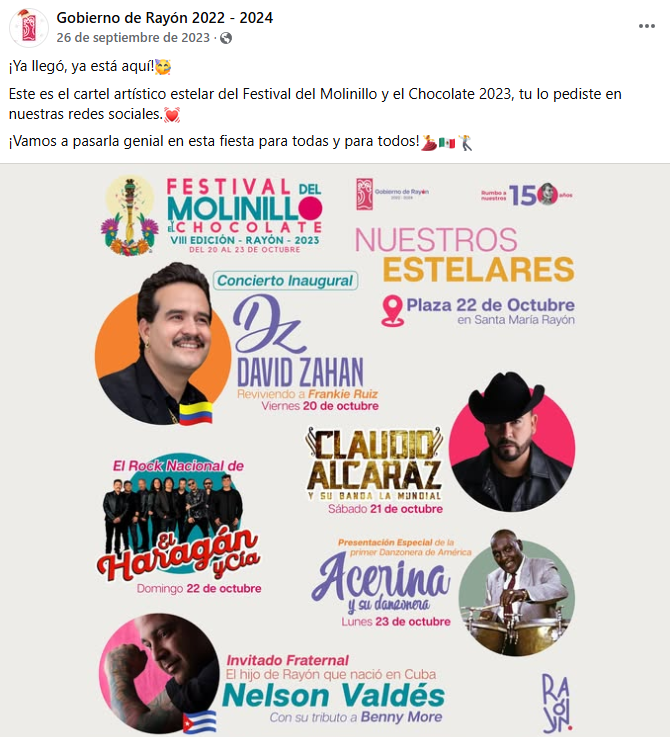 Gobierno de Rayón 2022 - 2024
26 de septiembre de 2023 ·
¡Ya llegó, ya está aquí!🥳
Este es el cartel artístico estelar del Festival del Molinillo y el Chocolate 2023, tu lo pediste en
nuestras redes sociales.💓
¡Vamos a pasarla genial en esta fiesta para todas y para todos!💃🇲🇽🕺
FESTIVAL DEL
MOLINILLO
Y EL CHOCOLATE
VIII EDICIÓN - RAYÓN - 2023
DEL 20 AL 23 DE OCTUBRE
Gobierno de Rayón
2022 - 2024
Rumbo a nuestros 150 años
NUESTROS
ESTELARES
Plaza 22 de Octubre
en Santa María Rayón
Concierto Inaugural
DZ
DAVID ZAHAN
Reviviendo a Frankie Ruiz
Viernes 20 de octubre
CLAUDIO
ALCARAZ
Y SU BANDA LA MUNDIAL
Sábado 21 de octubre
El Rock Nacional de
El
Haragán
y Cía
Domingo 22 de octubre
Presentación Especial de la
primer Danzonera de América
Acerina
y su danzonera
Lunes 23 de octubre
Invitado Fraternal
El hijo de Rayón que nació en Cuba
Nelson Valdés
Con su tributo a Benny More
RAYÓN